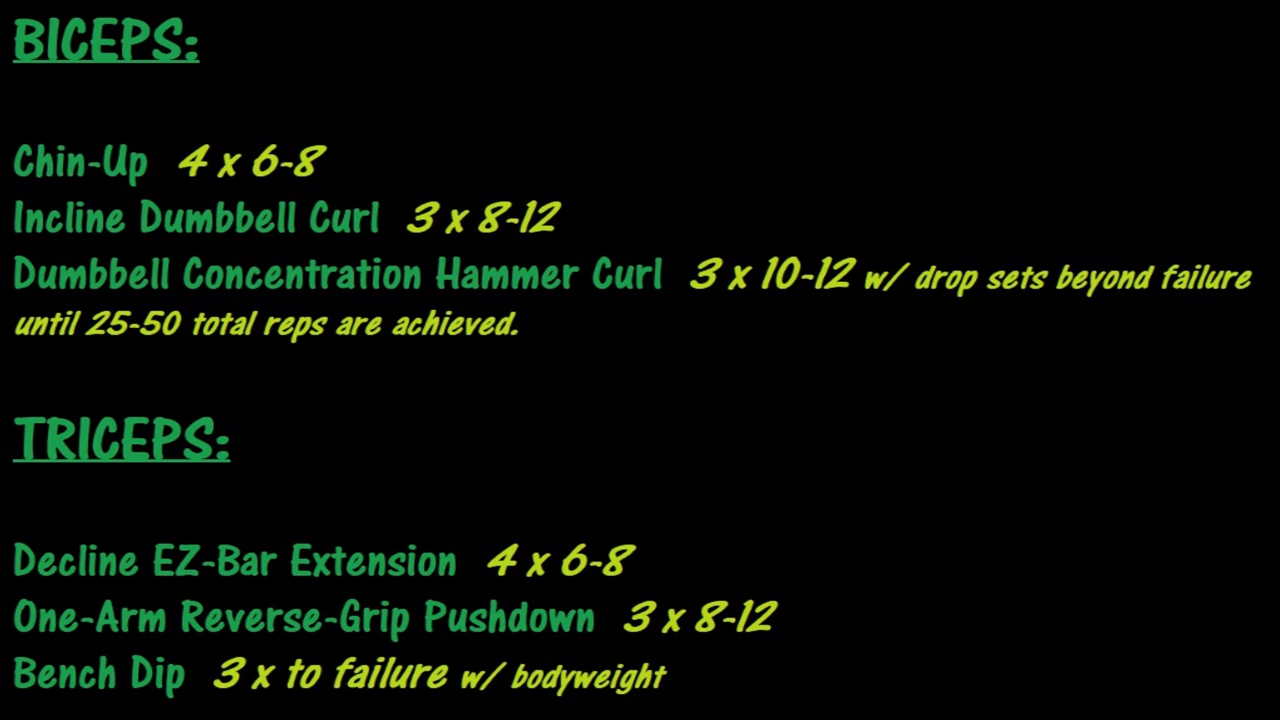 BICEPS:
Chin-Up 4 x 6-8
Incline Dumbbell Curl 3 x 8-12
Dumbbell Concentration Hammer Curl 3 x 10-12 w/ drop sets beyond failure
until 25-50 total reps are achieved.
TRICEPS:
Decline EZ-Bar Extension 4 x 6-8
One-Arm Reverse-Grip Pushdown 3 x 8-12
Bench Dip 3 x to failure w/ bodyweight